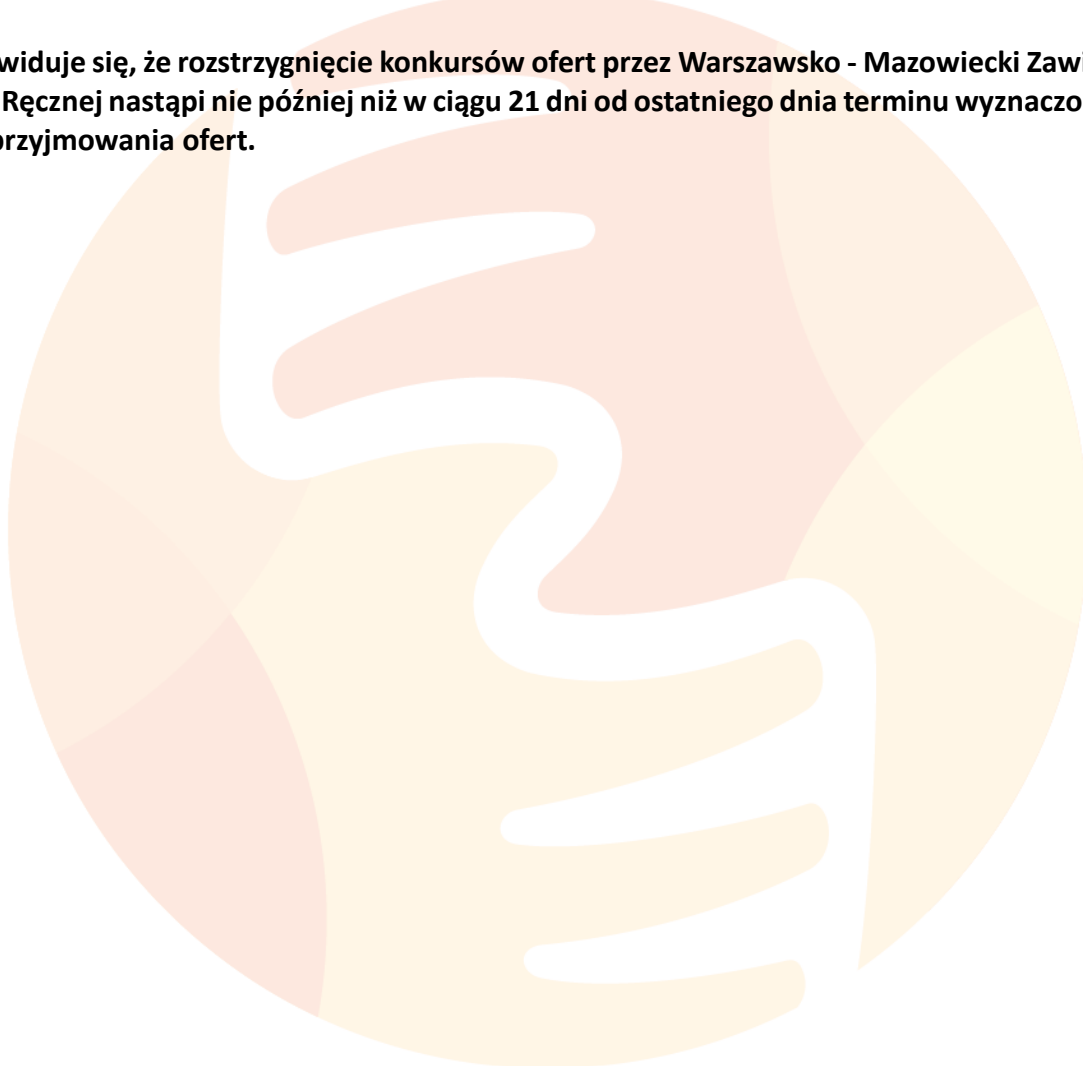 widuje się, że rozstrzygnięcie konkursów ofert przez Warszawsko - Mazowiecki Zawi
Ręcznej nastąpi nie później niż w ciągu 21 dni od ostatniego dnia terminu wyznaczo
przyjmowania ofert.